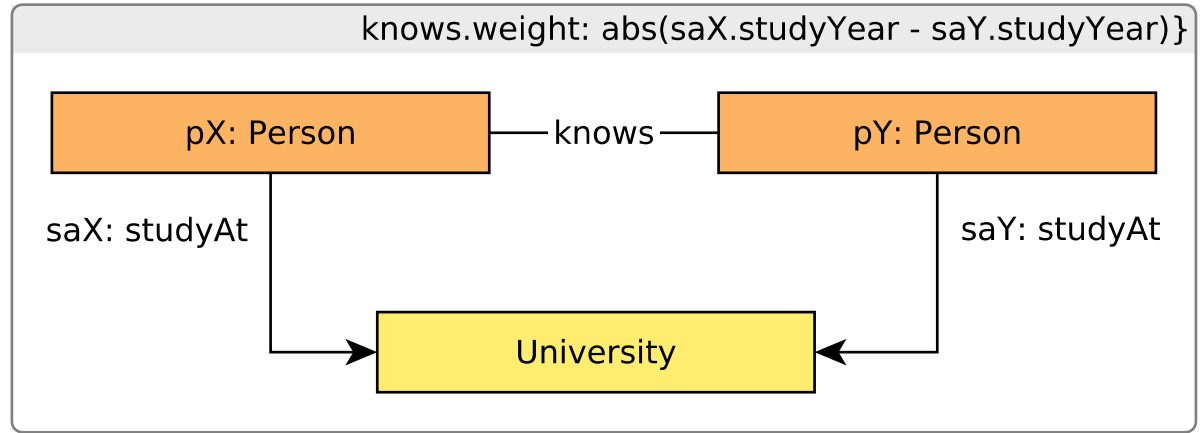 knows.weight: abs(saX.studyYear - saY.studyYear)}
pX: Person
knows
pY: Person
saX: studyAt
saY: studyAt
University